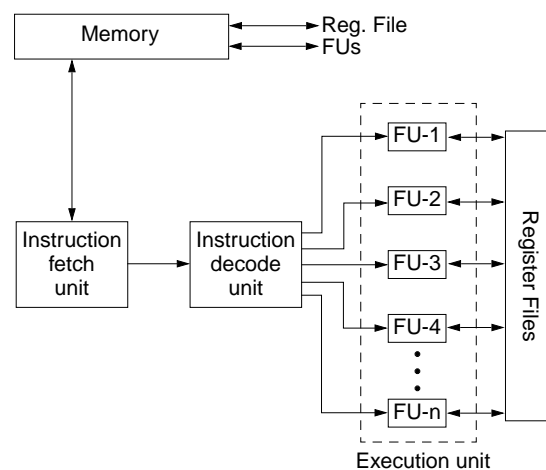 Memory
Reg. File
FUs
Instruction
fetch
unit
Instruction
decode
unit
FU-1
FU-2
FU-3
FU-4
FU-n
Register Files
Execution unit